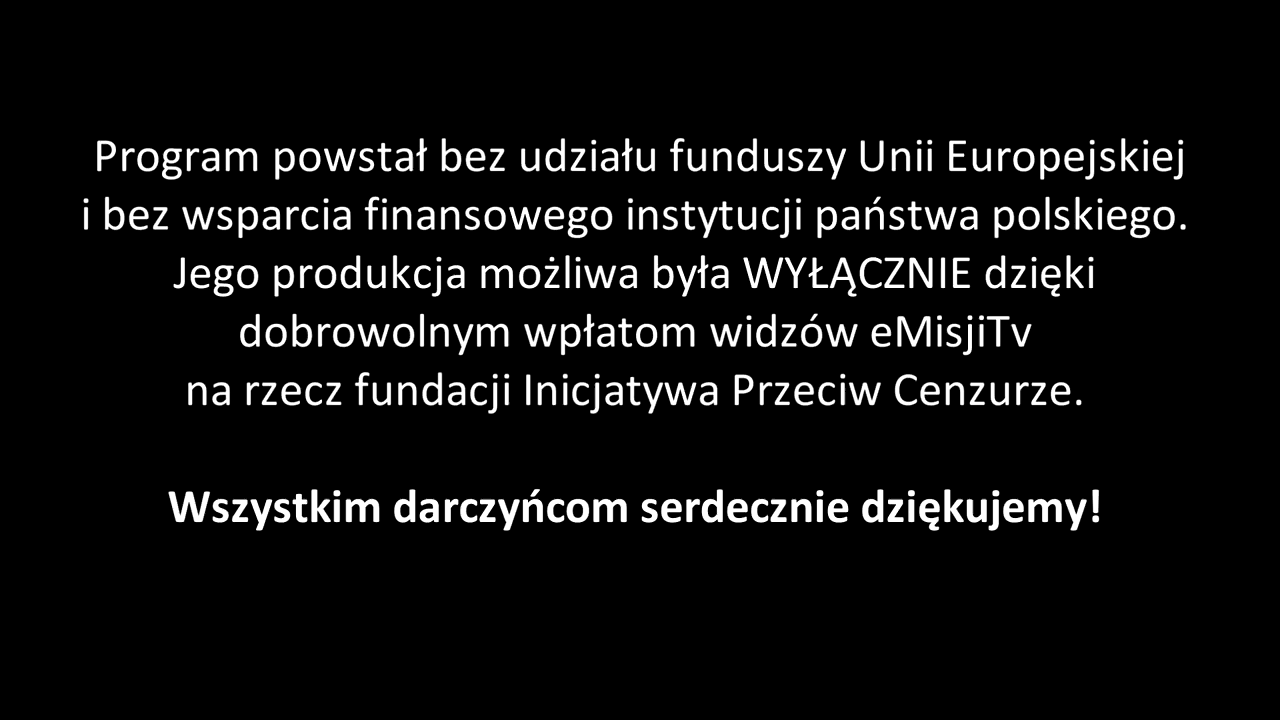 Program powstał bez udziału funduszy Unii Europejskiej
i bez wsparcia finansowego instytucji państwa polskiego.
Jego produkcja możliwa była WYŁĄCZNIE dzięki
dobrowolnym wpłatom widzów eMisjiTv
na rzecz fundacji Inicjatywa Przeciw Cenzurze.
Wszystkim darczyńcom serdecznie dziękujemy!